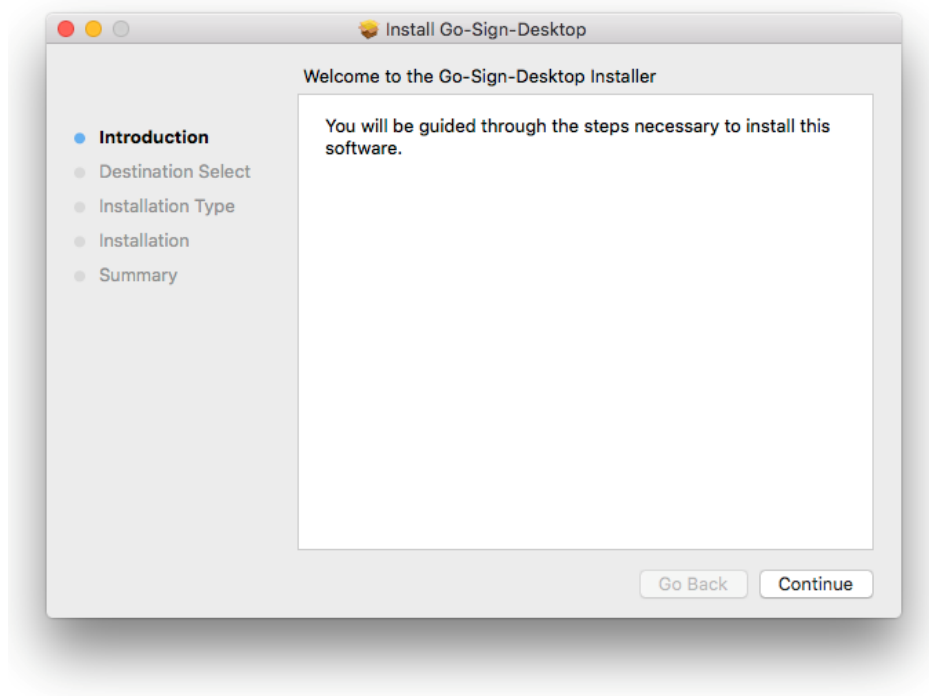 Install Go-Sign-Desktop
Welcome to the Go-Sign-Desktop Installer
Introduction
Destination Select
Installation Type
Installation
Summary
You will be guided through the steps necessary to install this
software.
Go Back
Continue